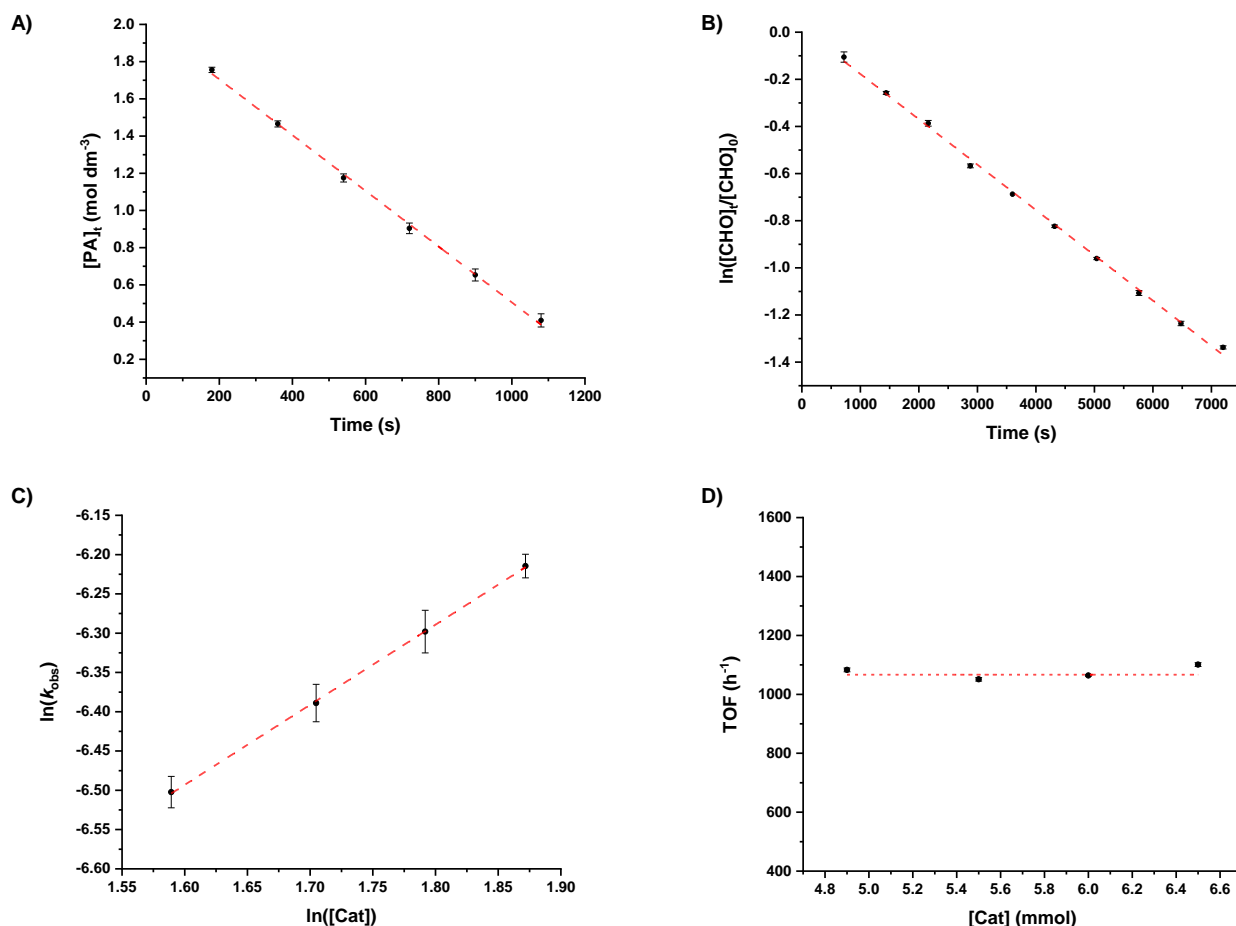 A)
[PA]t (mol dm-3)
2.0
1.8
1.6
1.4
1.2
1.0
0.8
0.6
0.4
0.2
0 200 400 600 800 1000 1200
Time (s)
B)
ln([CHO]t/[CHO]0)
0.0
-0.2
-0.4
-0.6
-0.8
-1.0
-1.2
-1.4
0 1000 2000 3000 4000 5000 6000 7000
Time (s)
C)
ln(kobs)
-6.15
-6.20
-6.25
-6.30
-6.35
-6.40
-6.45
-6.50
-6.55
-6.60
1.55 1.60 1.70 1.80 1.85 1.90
ln([Cat])
D)
TOF (h-1)
1600
1400
1200
1000
800
600
400
4.8 5.0 5.2 5.4 5.6 5.8 6.0 6.2 6.4 6.6
[Cat] (mmol)